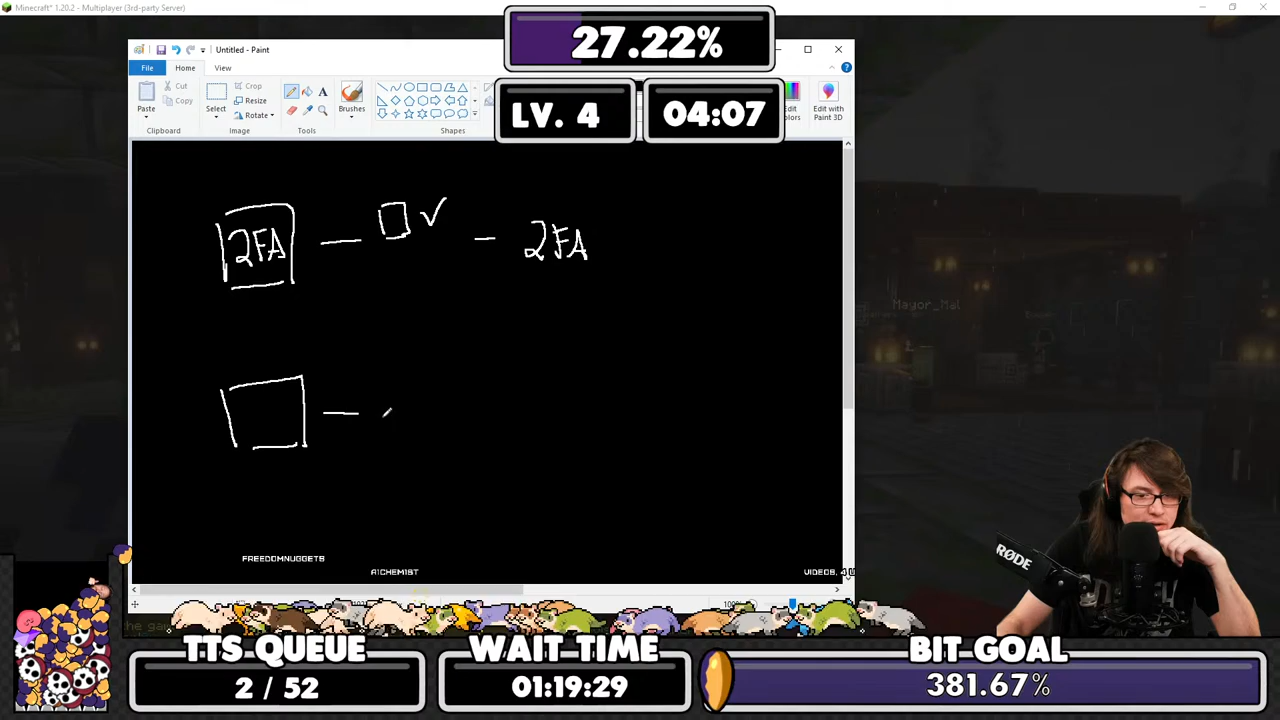 Minecraft* 1.20.2 - Multiplayer (3rd-party Server)
27.22%
LV. 4
04:07
Untitled - Paint
File
Home
View
Paste
Cut
Copy
Clipboard
Select
Crop
Resize
Rotate
Image
Tools
Brushes
Shapes
Edit with
Paint 3D
2FA — ✓ - 2FA
Mayor_Mal
FREEDOMNUGGETS
A1CHEM1ST
RØDE
TTS QUEUE
2 / 52
WAIT TIME
01:19:29
BIT GOAL
381.67%